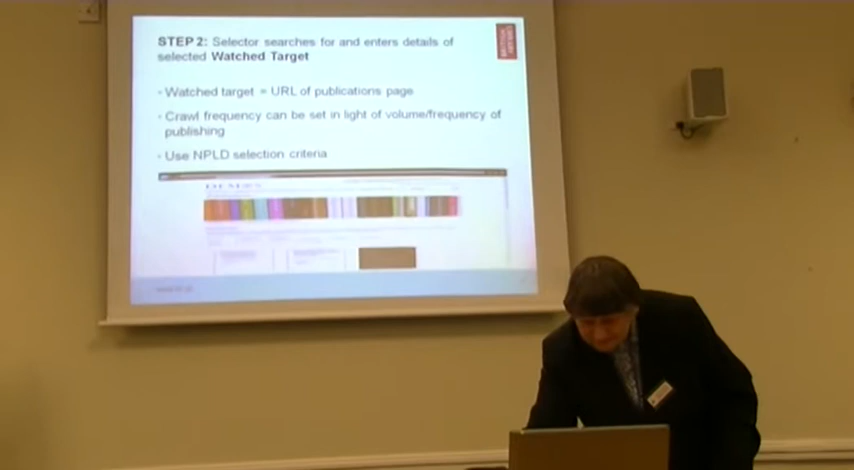 STEP 2: Selector searches for and enters details of
selected Watched Target
- Watched target = URL of publications page
- Crawl frequency can be set in light of volume/frequency of
publishing
- Use NPLD selection criteria